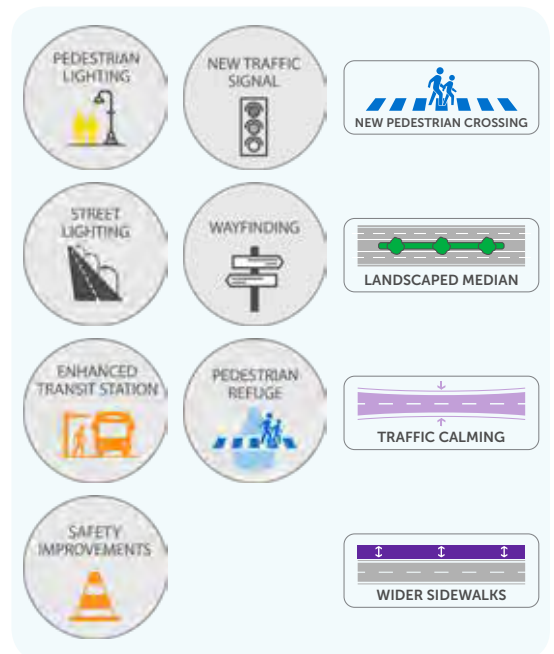 PEDESTRIAN
LIGHTING
NEW TRAFFIC
SIGNAL
NEW PEDESTRIAN CROSSING
STREET
LIGHTING
WAYFINDING
LANDSCAPED MEDIAN
ENHANCED
TRANSIT STATION
PEDESTRIAN
REFUGE
TRAFFIC CALMING
SAFETY
IMPROVEMENTS
WIDER SIDEWALKS